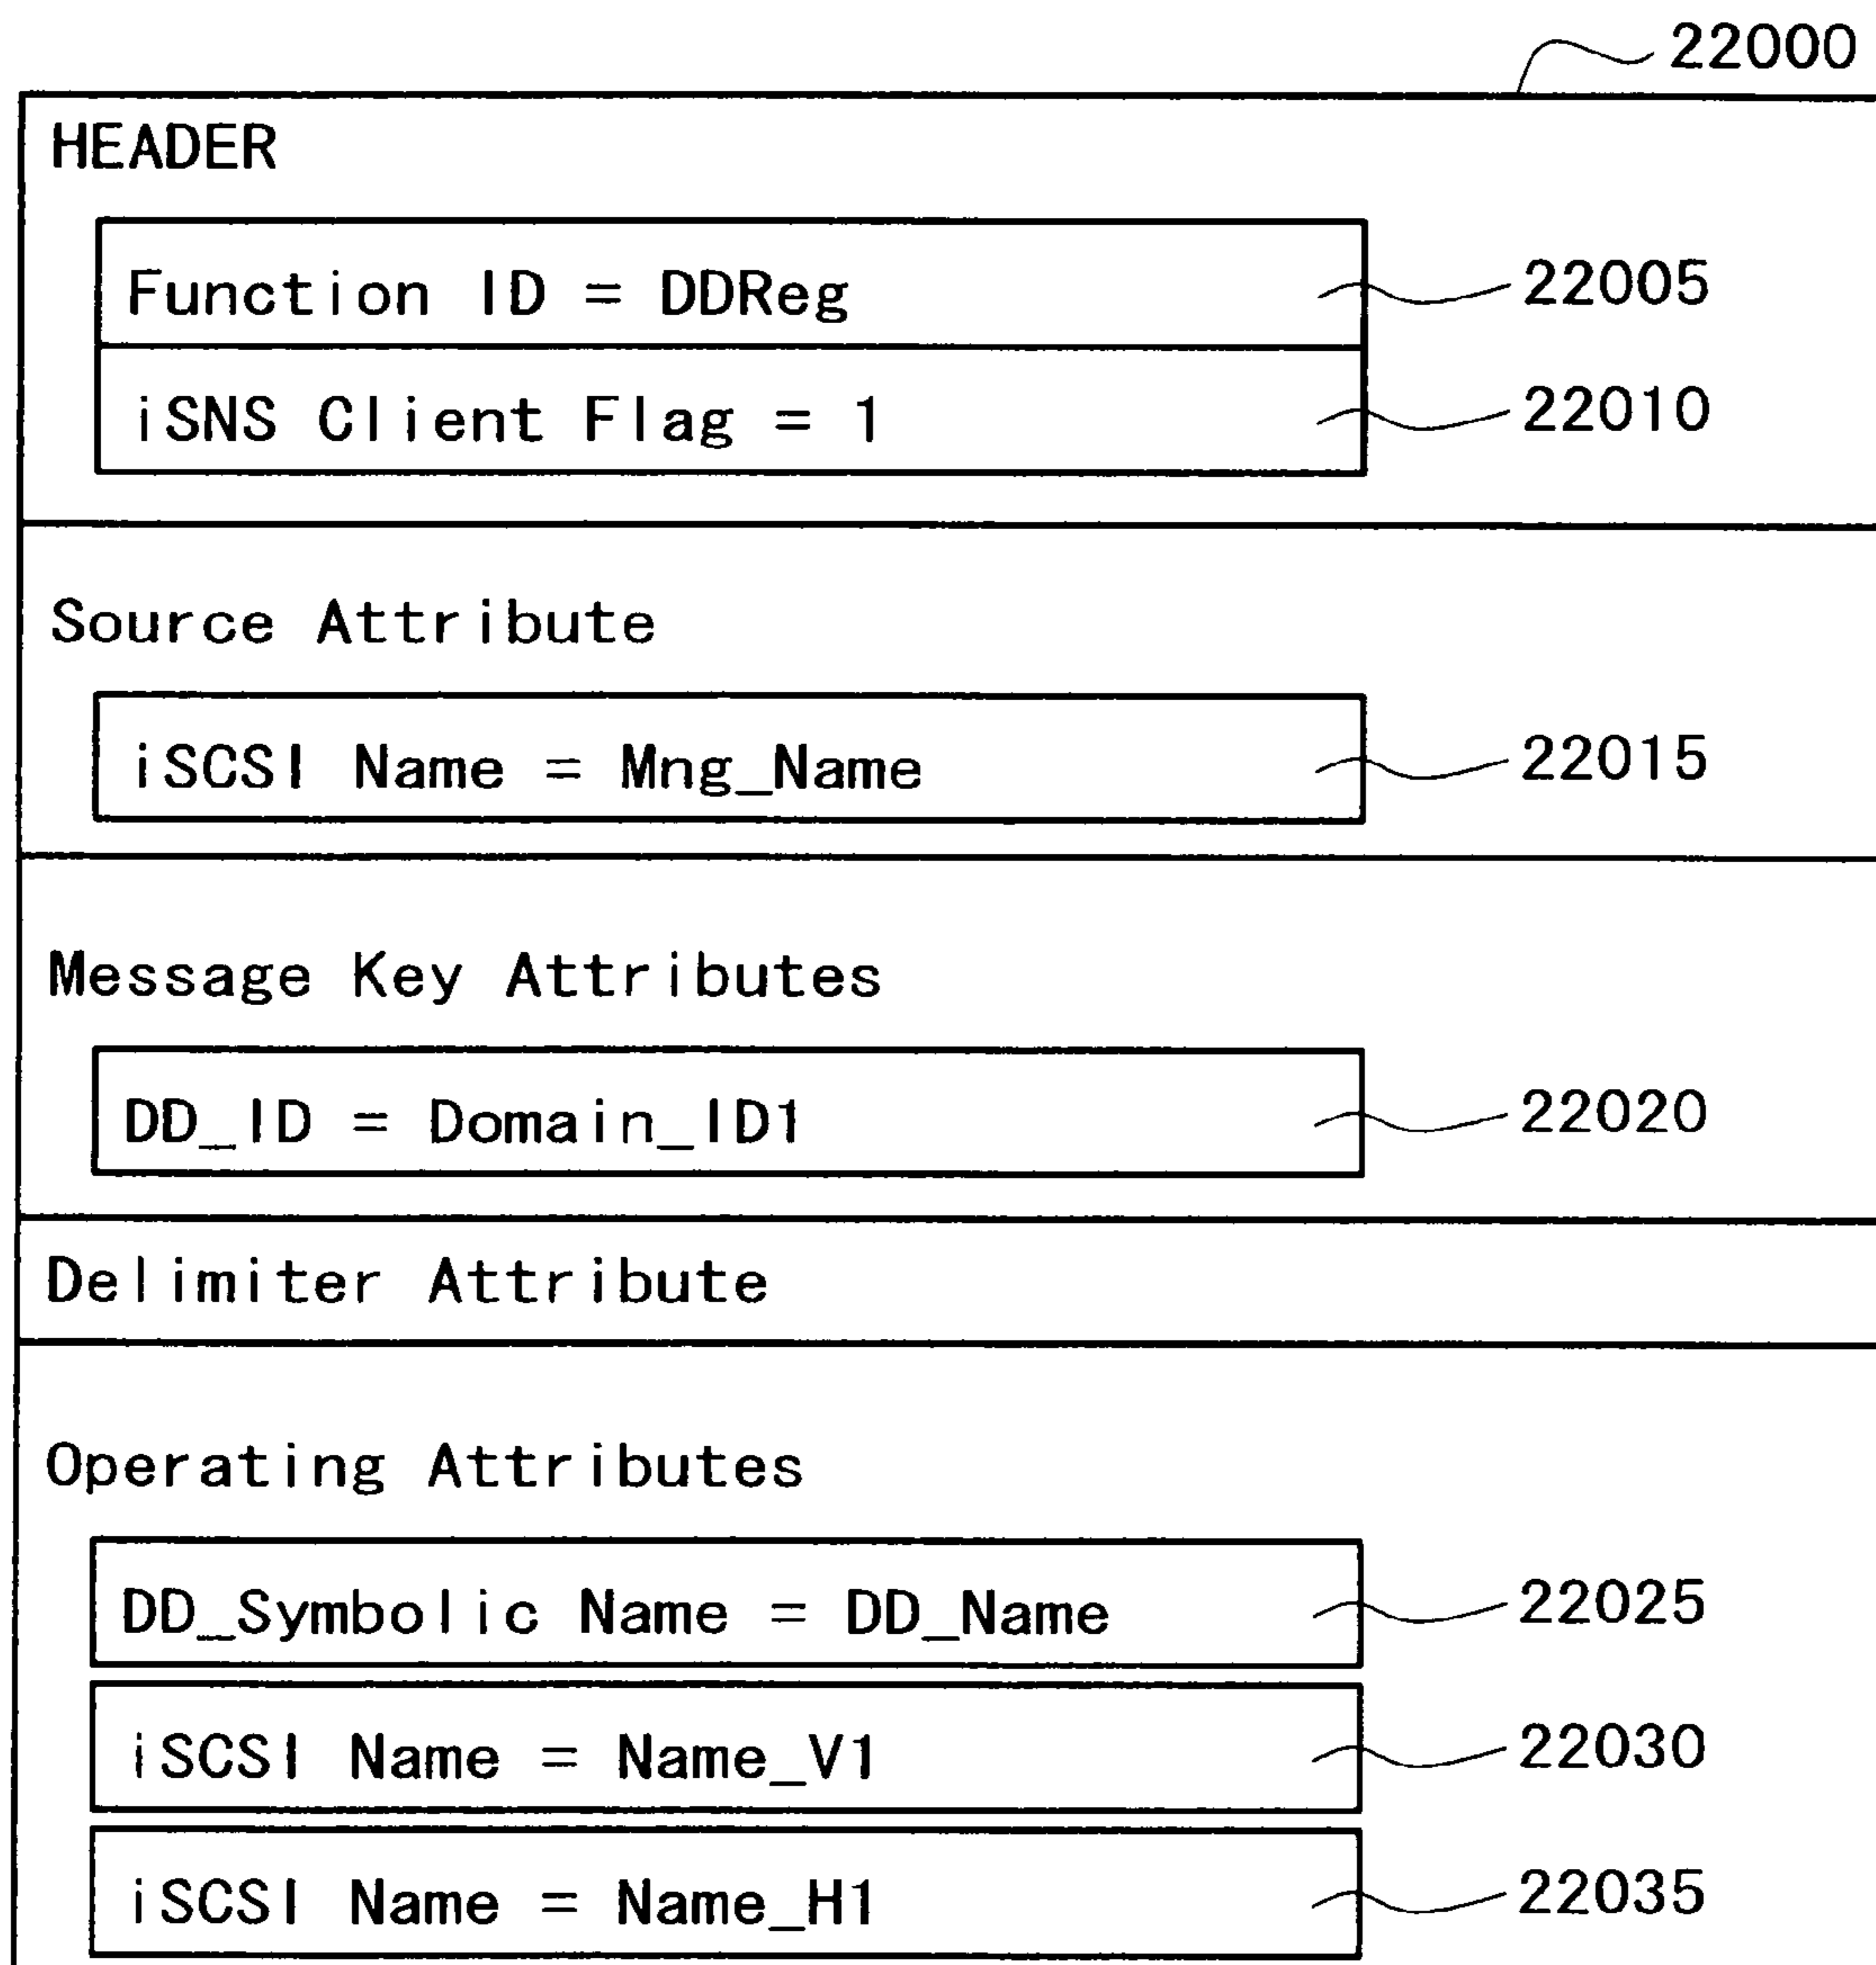 22000
HEADER
Function ID = DDReg 22005
iSNS Client Flag = 1 22010
Source Attribute
iSCSI Name = Mng_Name 22015
Message Key Attributes
DD_ID = Domain_ID1 22020
Delimiter Attribute
Operating Attributes
DD_Symbolic Name = DD_Name 22025
iSCSI Name = Name_V1 22030
iSCSI Name = Name_H1 22035